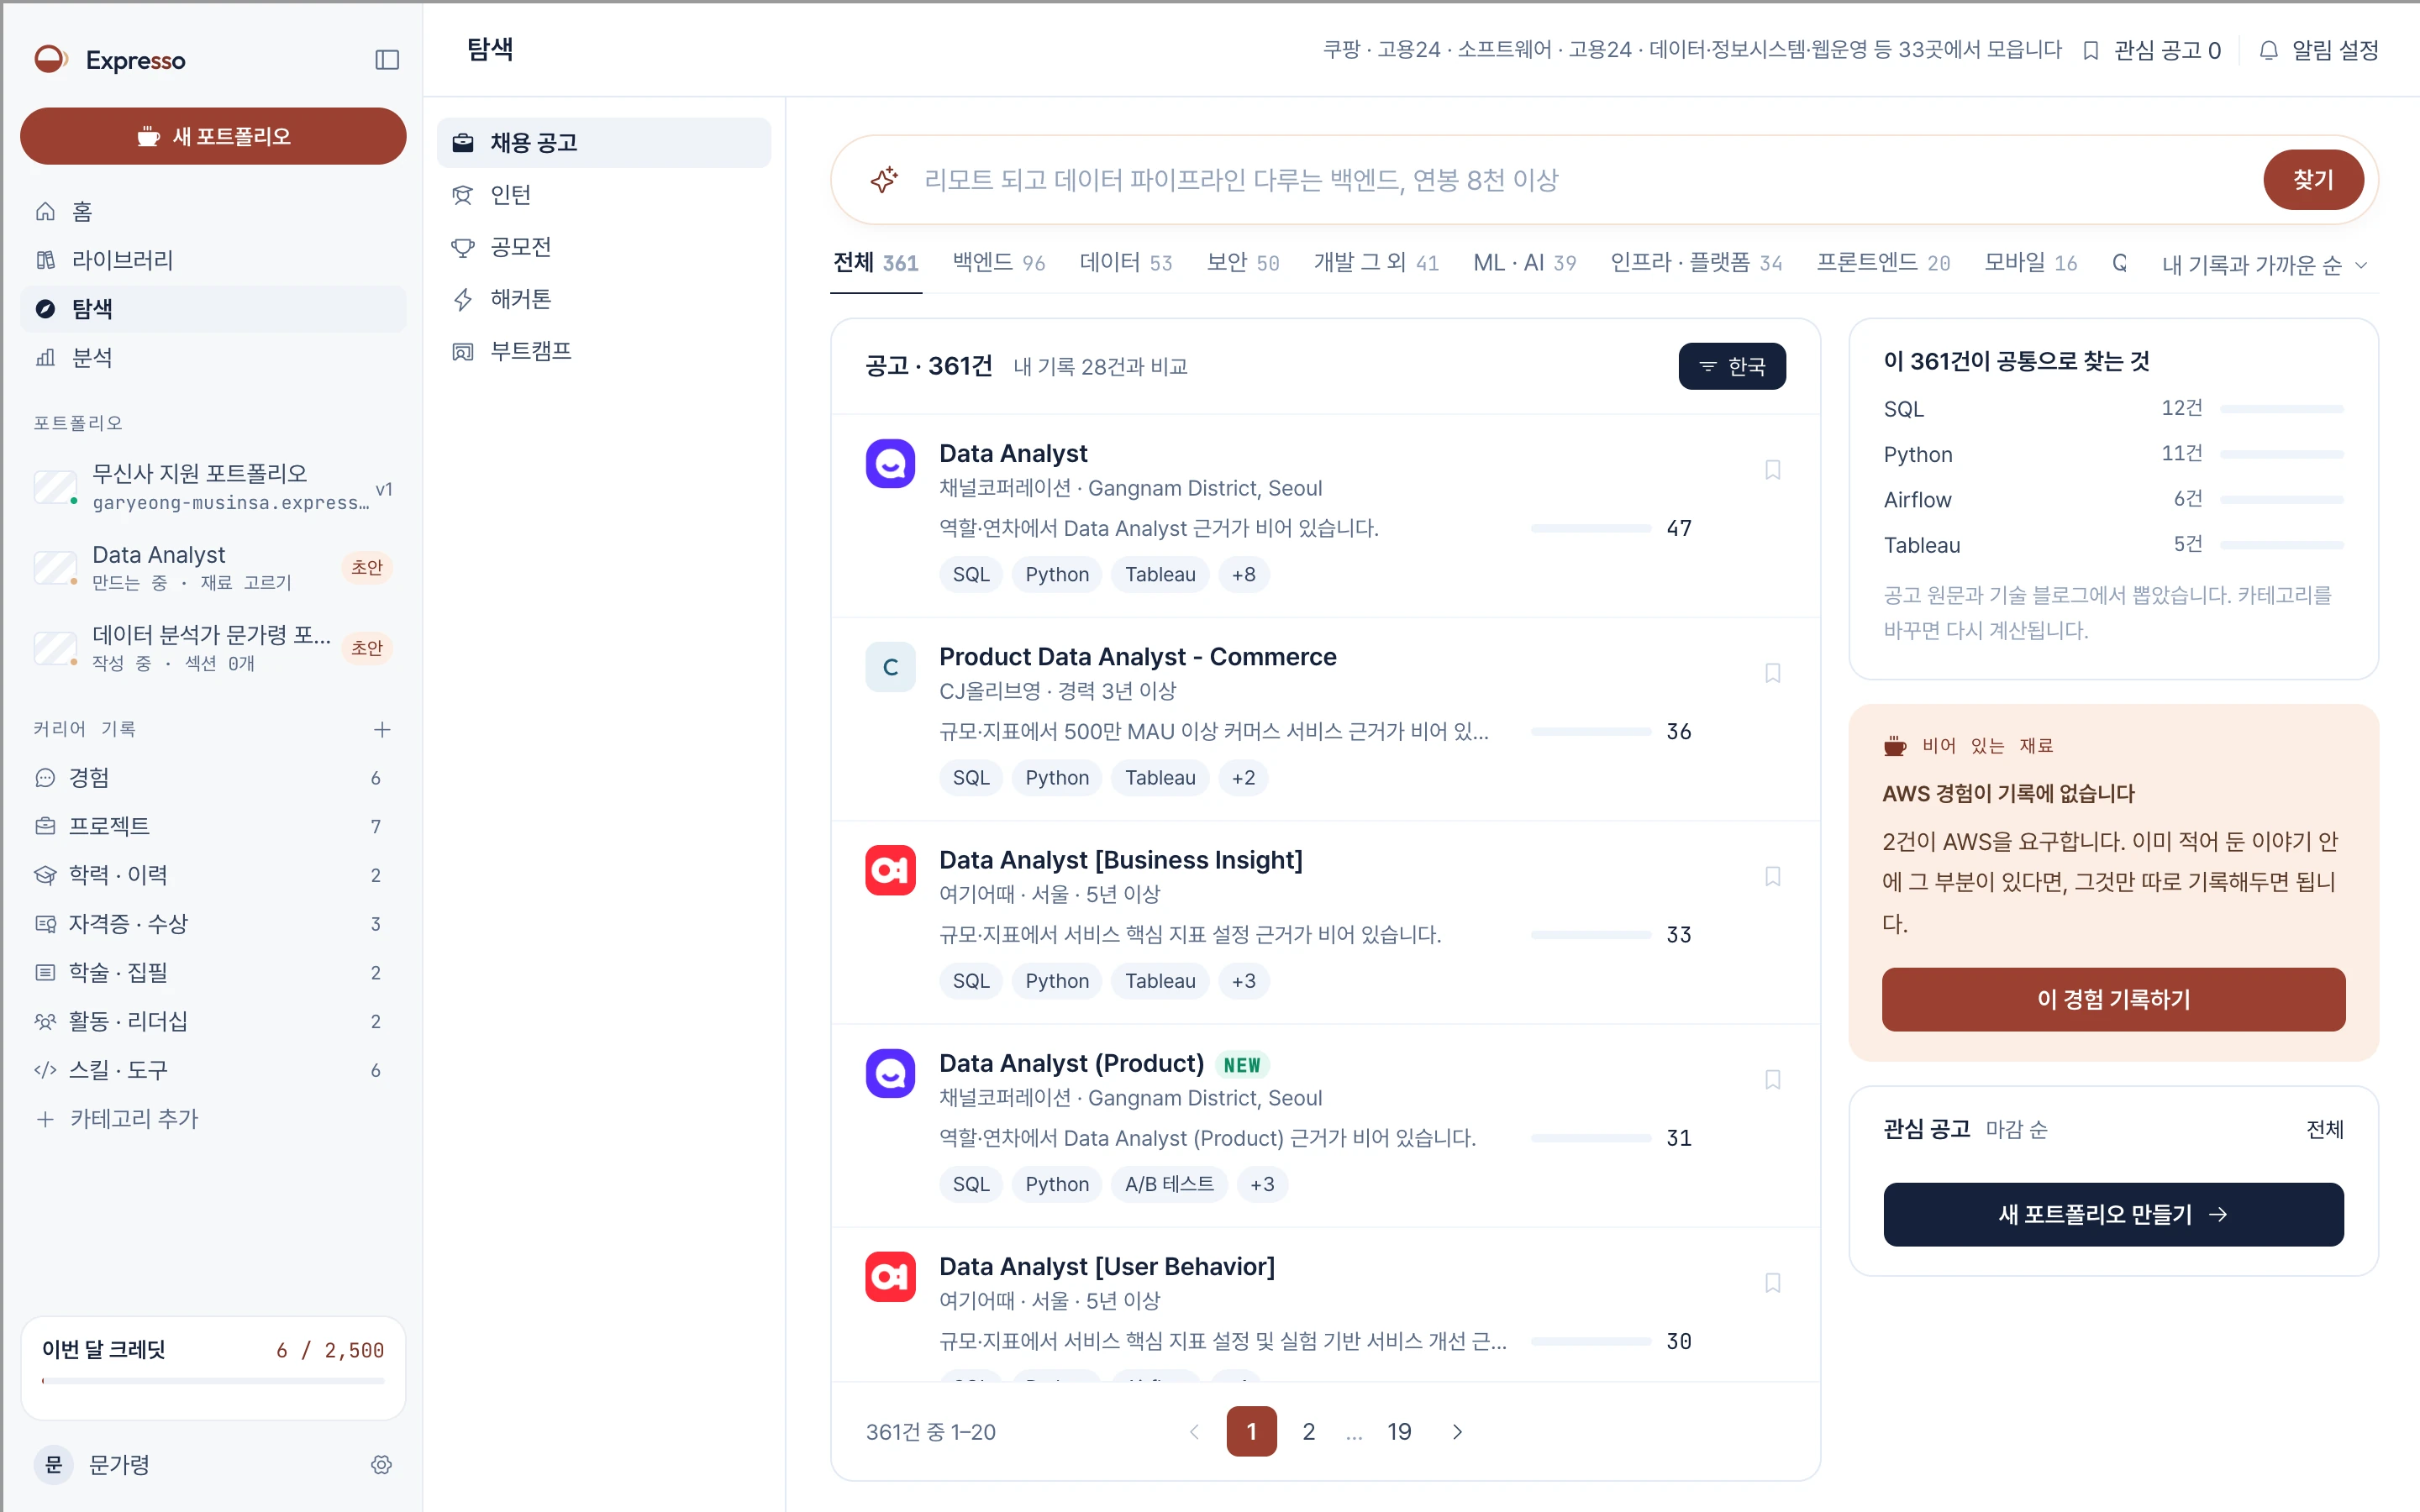 Expresso
새 포트폴리오
홈
라이브러리
탐색
분석
포트폴리오
무신사 지원 포트폴리오
garyeong-musinsa.express…
v1
Data Analyst
만드는 중 · 재료 고르기
초안
데이터 분석가 문가령 포…
작성 중 · 섹션 0개
초안
커리어 기록
경험 6
프로젝트 7
학력 · 이력 2
자격증 · 수상 3
학술 · 집필 2
활동 · 리더십 2
스킬 · 도구 6
카테고리 추가
이번 달 크레딧 6 / 2,500
문 문가령
탐색
쿠팡 · 고용24 · 소프트웨어 · 고용24 · 데이터·정보시스템·웹운영 등 33곳에서 모읍니다
관심 공고 0
알림 설정
채용 공고
인턴
공모전
해커톤
부트캠프
리모트 되고 데이터 파이프라인 다루는 백엔드, 연봉 8천 이상
찾기
전체 361 백엔드 96 데이터 53 보안 50 개발 그 외 41 ML · AI 39 인프라 · 플랫폼 34 프론트엔드 20 모바일 16 Q
내 기록과 가까운 순
공고 · 361건 내 기록 28건과 비교
한국
Data Analyst
채널코퍼레이션 · Gangnam District, Seoul
역할·연차에서 Data Analyst 근거가 비어 있습니다. 47
SQL Python Tableau +8
C
Product Data Analyst - Commerce
CJ올리브영 · 경력 3년 이상
규모·지표에서 500만 MAU 이상 커머스 서비스 근거가 비어 있… 36
SQL Python Tableau +2
Data Analyst [Business Insight]
여기어때 · 서울 · 5년 이상
규모·지표에서 서비스 핵심 지표 설정 근거가 비어 있습니다. 33
SQL Python Tableau +3
Data Analyst (Product) NEW
채널코퍼레이션 · Gangnam District, Seoul
역할·연차에서 Data Analyst (Product) 근거가 비어 있습니다. 31
SQL Python A/B 테스트 +3
Data Analyst [User Behavior]
여기어때 · 서울 · 5년 이상
규모·지표에서 서비스 핵심 지표 설정 및 실험 기반 서비스 개선 근… 30
361건 중 1–20
1 2 … 19
이 361건이 공통으로 찾는 것
SQL 12건
Python 11건
Airflow 6건
Tableau 5건
공고 원문과 기술 블로그에서 뽑았습니다. 카테고리를
바꾸면 다시 계산됩니다.
비어 있는 재료
AWS 경험이 기록에 없습니다
2건이 AWS을 요구합니다. 이미 적어 둔 이야기 안
에 그 부분이 있다면, 그것만 따로 기록해두면 됩니
다.
이 경험 기록하기
관심 공고 마감 순 전체
새 포트폴리오 만들기 →